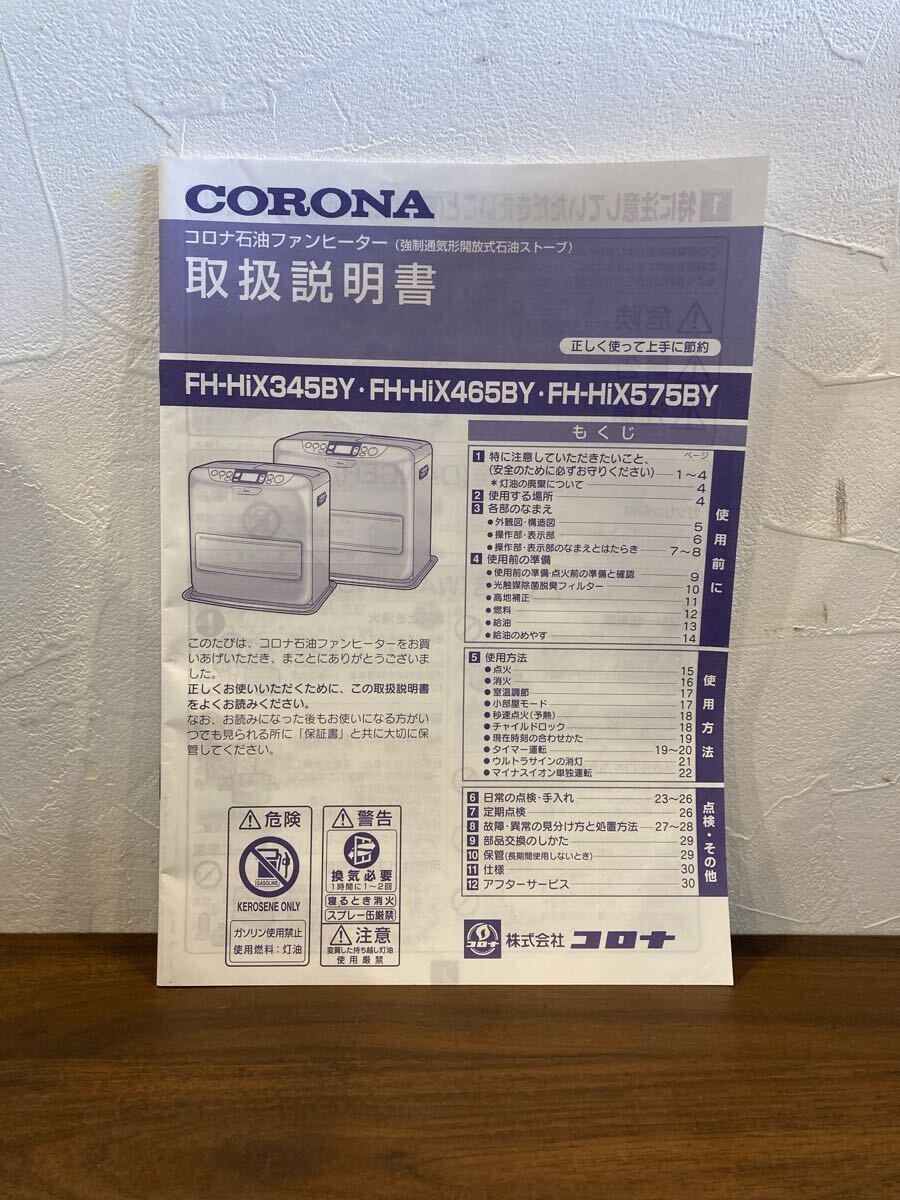 CORONA
コロナ石油ファンヒーター（強制通気形開放式石油ストーブ）
取扱説明書
正しく使って上手に節約
FH-HiX345BY・FH-HiX465BY・FH-HiX575BY
このたびは、コロナ石油ファンヒーターをお買
いあげいただき、まことにありがとうございま
した。
正しくお使いいただくために、この取扱説明書
をよくお読みください。
なお、お読みになった後もお使いになる方がい
つでも見られる所に「保証書」と共に大切に保
管してください。
危険
GASOLINE
KEROSENE ONLY
ガソリン使用禁止
使用燃料：灯油
警告
換気必要
1時間に1～2回
寝るとき消火
スプレー缶厳禁
注意
変質した持ち越し灯油
使用厳禁
もくじ
ページ
1 特に注意していただきたいこと、
（安全のために必ずお守りください） 1～4
＊灯油の廃棄について 4
2 使用する場所 4
3 各部のなまえ
●外観図・構造図 5
●操作部・表示部 6
●操作部・表示部のなまえとはたらき 7～8
4 使用前の準備
●使用前の準備・点火前の準備と確認 9
●光触媒除菌脱臭フィルター 10
●高地補正 11
●燃料 12
●給油 13
●給油のめやす 14
使用前に
5 使用方法
●点火 15
●消火 16
●室温調節 17
●小部屋モード 17
●秒速点火（予熱） 18
●チャイルドロック 18
●現在時刻の合わせかた 19
●タイマー運転 19～20
●ウルトラサインの消灯 21
●マイナスイオン単独運転 22
使用方法
6 日常の点検・手入れ 23～26
7 定期点検 26
8 故障・異常の見分け方と処置方法 27～28
9 部品交換のしかた 29
10 保管（長期間使用しないとき） 29
11 仕様 30
12 アフターサービス 30
点検・その他
コロナ
株式会社 コロナ